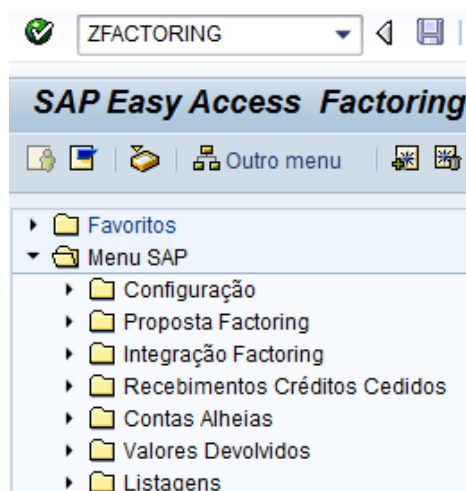 ZFACTORING
SAP Easy Access Factoring
Outro menu
Favoritos
Menu SAP
Configuração
Proposta Factoring
Integração Factoring
Recebimentos Créditos Cedidos
Contas Alheias
Valores Devolvidos
Listagens